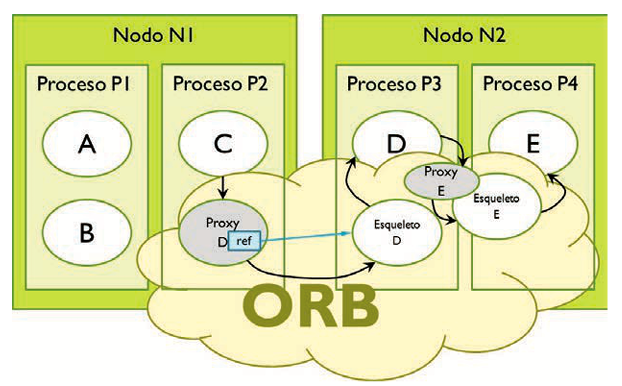 Nodo N1
Nodo N2
Proceso P1
Proceso P2
Proceso P3
Proceso P4
A
C
D
E
Proxy
E
B
Proxy
D
ref
Esqueleto
D
Esqueleto
E
ORB